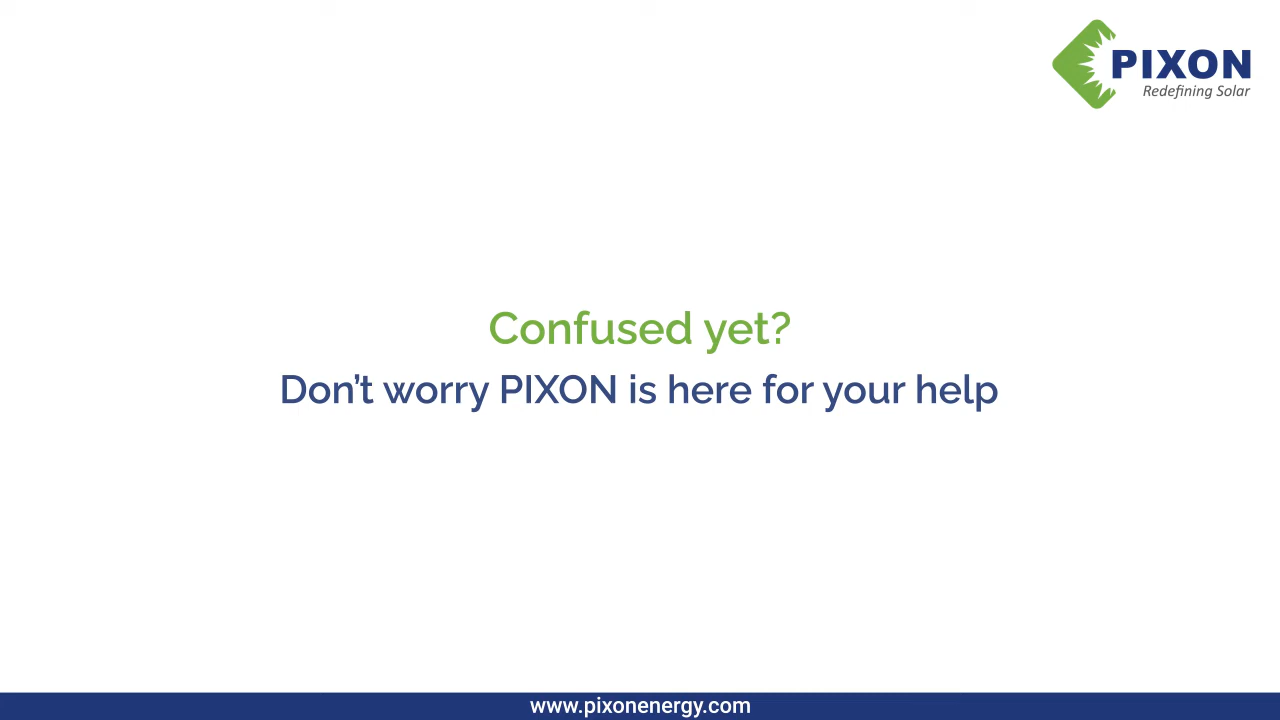 PIXON
Redefining Solar
Confused yet?
Don't worry PIXON is here for your help
www.pixonenergy.com